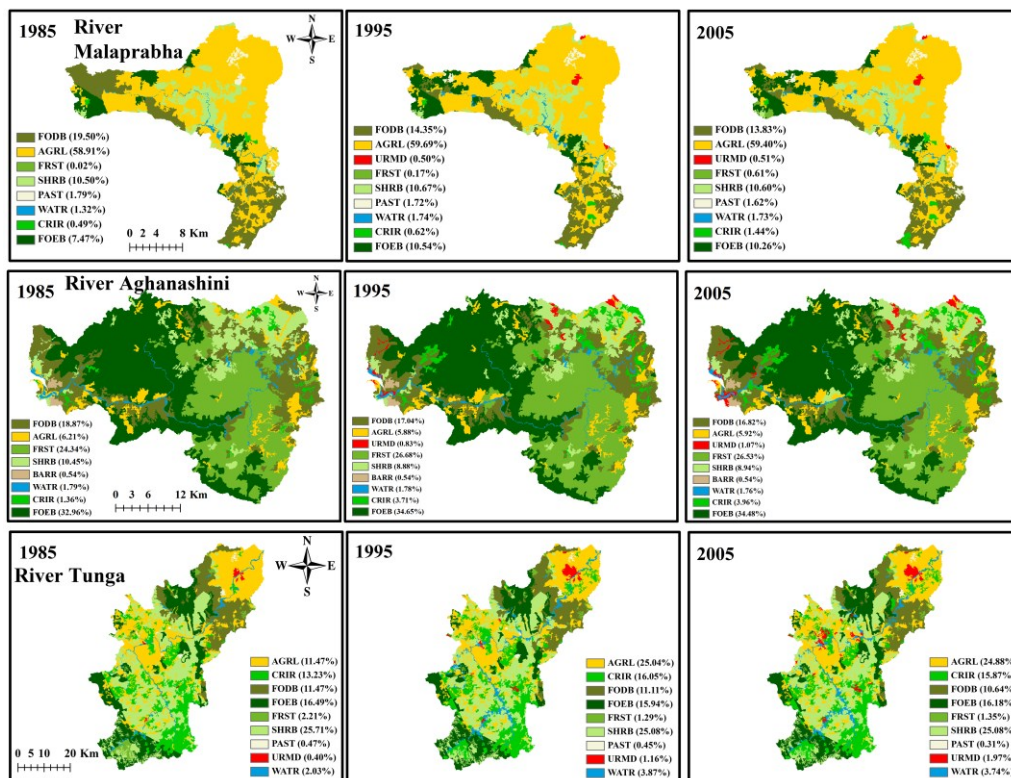 1985
River
Malaprabha
N
W E
S
FODB (19.50%)
AGRL (58.91%)
FRST (0.02%)
SHRB (10.50%)
PAST (1.79%)
WATR (1.32%)
CRIR (0.49%)
FOEB (7.47%)
0 2 4 8 Km
1995
FODB (14.35%)
AGRL (59.69%)
URMD (0.50%)
FRST (0.17%)
SHRB (10.67%)
PAST (1.72%)
WATR (1.74%)
CRIR (0.62%)
FOEB (10.54%)
2005
FODB (13.83%)
AGRL (59.40%)
URMD (0.51%)
FRST (0.61%)
SHRB (10.60%)
PAST (1.62%)
WATR (1.73%)
CRIR (1.44%)
FOEB (10.26%)
1985
River Aghanashini
N
W E
S
FODB (18.87%)
AGRL (6.21%)
FRST (24.34%)
SHRB (10.45%)
BARR (0.54%)
WATR (1.79%)
CRIR (1.36%)
FOEB (32.96%)
0 3 6 12 Km
1995
FODB (17.04%)
AGRL (5.88%)
URMD (0.83%)
FRST (26.68%)
SHRB (8.88%)
BARR (0.54%)
WATR (1.78%)
CRIR (3.71%)
FOEB (34.65%)
2005
FODB (16.82%)
AGRL (5.92%)
URMD (1.07%)
FRST (26.53%)
SHRB (8.94%)
BARR (0.54%)
WATR (1.76%)
CRIR (3.96%)
FOEB (34.48%)
1985
River Tunga
N
W E
S
AGRL (11.47%)
CRIR (13.23%)
FODB (11.47%)
FOEB (16.49%)
FRST (2.21%)
SHRB (25.71%)
PAST (0.47%)
URMD (0.40%)
WATR (2.03%)
0 5 10 20 Km
1995
AGRL (25.04%)
CRIR (16.05%)
FODB (11.11%)
FOEB (15.94%)
FRST (1.29%)
SHRB (25.08%)
PAST (0.45%)
URMD (1.16%)
WATR (3.87%)
2005
AGRL (24.88%)
CRIR (15.87%)
FODB (10.64%)
FOEB (16.18%)
FRST (1.35%)
SHRB (25.08%)
PAST (0.31%)
URMD (1.97%)
WATR (3.74%)